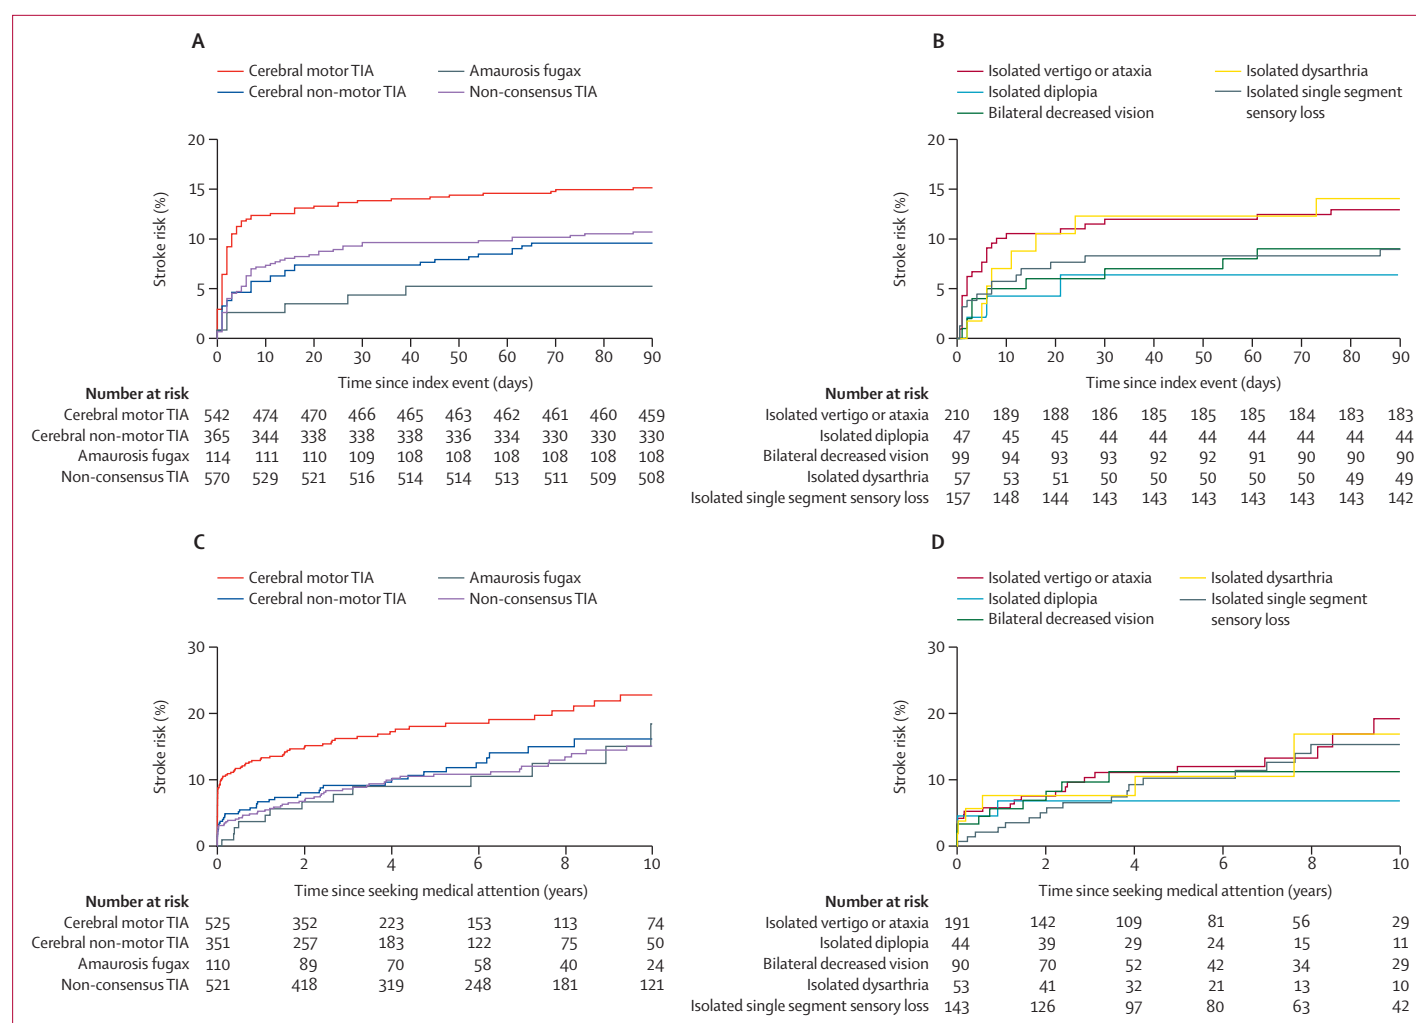 A
Cerebral motor TIA
Cerebral non-motor TIA
Amaurosis fugax
Non-consensus TIA
20
15
10
5
0
Stroke risk (%)
0 10 20 30 40 50 60 70 80 90
Time since index event (days)
Number at risk
Cerebral motor TIA 542 474 470 466 465 463 462 461 460 459
Cerebral non-motor TIA 365 344 338 338 338 336 334 330 330 330
Amaurosis fugax 114 111 110 109 108 108 108 108 108 108
Non-consensus TIA 570 529 521 516 514 514 513 511 509 508
B
Isolated vertigo or ataxia
Isolated diplopia
Bilateral decreased vision
Isolated dysarthria
Isolated single segment
sensory loss
20
15
10
5
0
Stroke risk (%)
0 10 20 30 40 50 60 70 80 90
Time since index event (days)
Number at risk
Isolated vertigo or ataxia 210 189 188 186 185 185 185 184 183 183
Isolated diplopia 47 45 45 44 44 44 44 44 44 44
Bilateral decreased vision 99 94 93 93 92 92 91 90 90 90
Isolated dysarthria 57 53 51 50 50 50 50 50 49 49
Isolated single segment sensory loss 157 148 144 143 143 143 143 143 143 142
C
Cerebral motor TIA
Cerebral non-motor TIA
Amaurosis fugax
Non-consensus TIA
30
20
10
0
Stroke risk (%)
0 2 4 6 8 10
Time since seeking medical attention (years)
Number at risk
Cerebral motor TIA 525 352 223 153 113 74
Cerebral non-motor TIA 351 257 183 122 75 50
Amaurosis fugax 110 89 70 58 40 24
Non-consensus TIA 521 418 319 248 181 121
D
Isolated vertigo or ataxia
Isolated diplopia
Bilateral decreased vision
Isolated dysarthria
Isolated single segment
sensory loss
30
20
10
0
Stroke risk (%)
0 2 4 6 8 10
Time since seeking medical attention (years)
Number at risk
Isolated vertigo or ataxia 191 142 109 81 56 29
Isolated diplopia 44 39 29 24 15 11
Bilateral decreased vision 90 70 52 42 34 29
Isolated dysarthria 53 41 32 21 13 10
Isolated single segment sensory loss 143 126 97 80 63 42